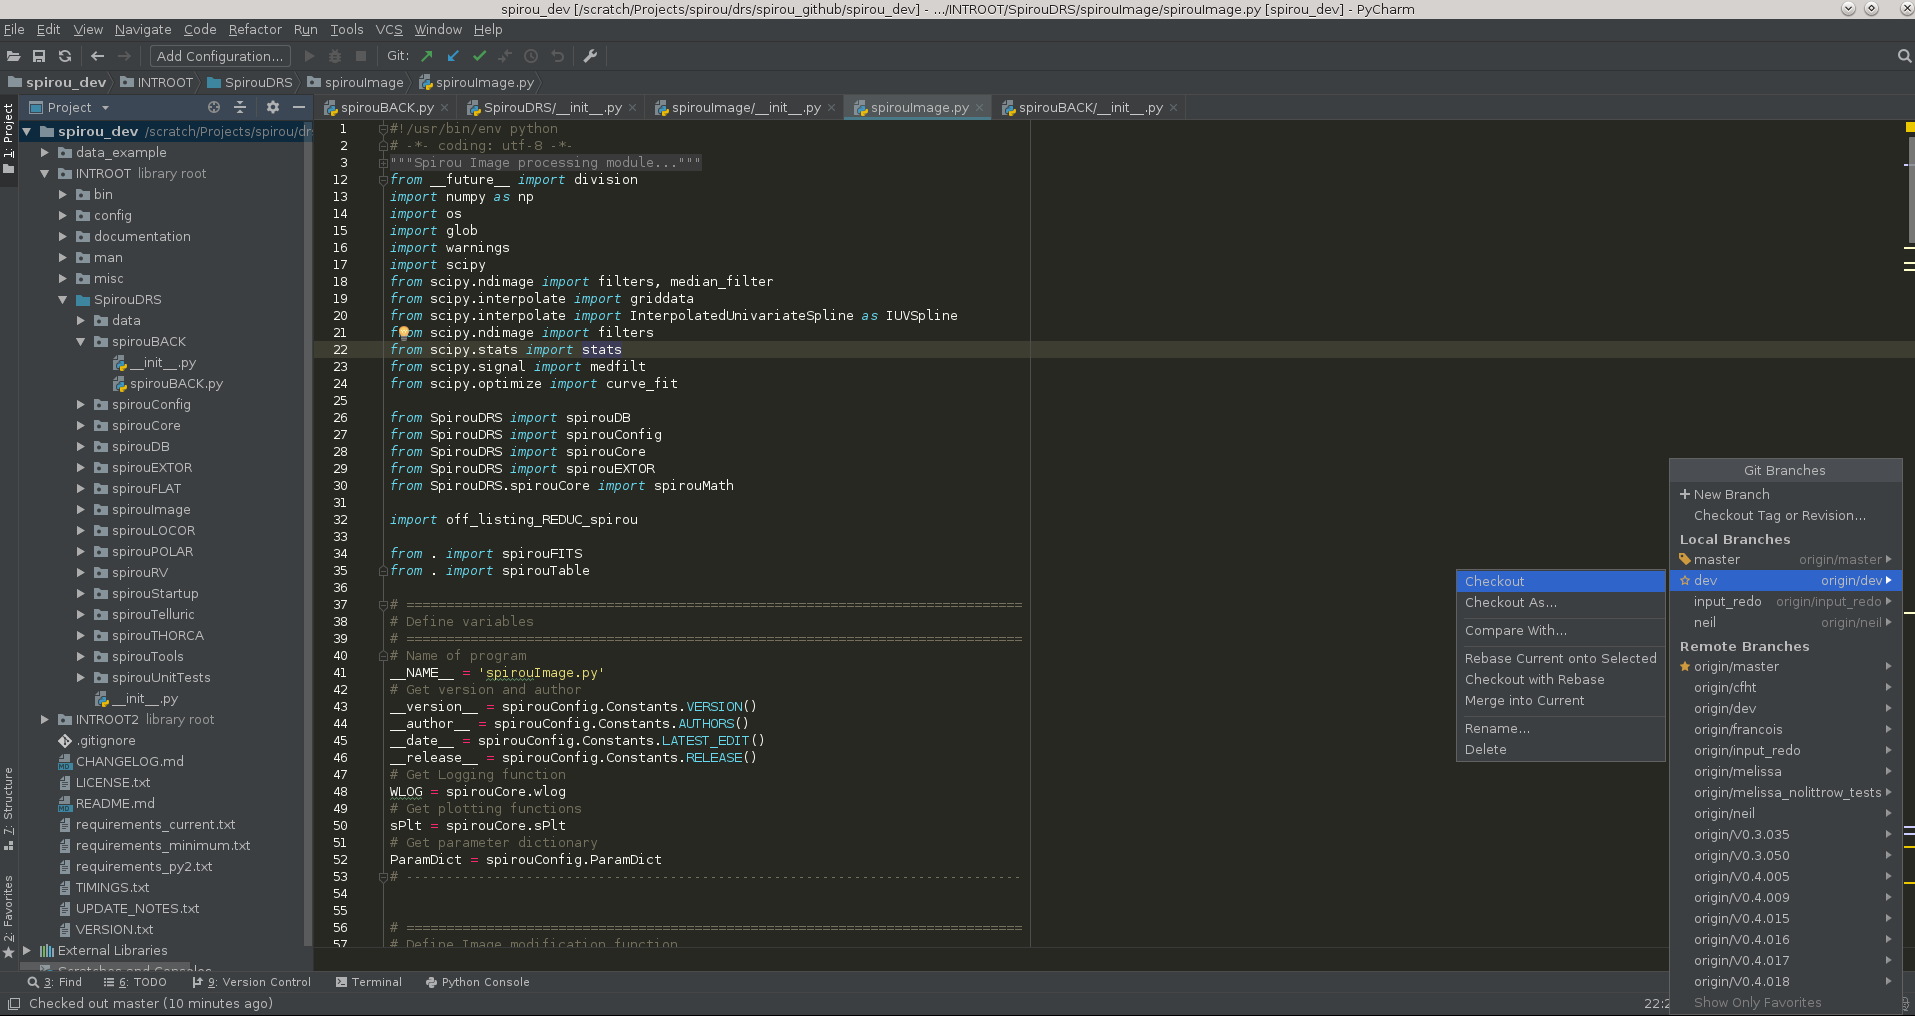 spirou_dev [/scratch/Projects/spirou/drs/spirou_github/spirou_dev] - .../INTROOT/SpirouDRS/spirouImage/spirouImage.py [spirou_dev] - PyCharm
File Edit View Navigate Code Refactor Run Tools VCS Window Help
Add Configuration... Git:
spirou_dev INTROOT SpirouDRS spirouImage spirouImage.py
1: Project
7: Structure
2: Favorites
Project
spirou_dev /scratch/Projects/spirou/dr
data_example
INTROOT library root
bin
config
documentation
man
misc
SpirouDRS
data
spirouBACK
__init__.py
spirouBACK.py
spirouConfig
spirouCore
spirouDB
spirouEXTOR
spirouFLAT
spirouImage
spirouLOCOR
spirouPOLAR
spirouRV
spirouStartup
spirouTelluric
spirouTHORCA
spirouTools
spirouUnitTests
__init__.py
INTROOT2 library root
.gitignore
CHANGELOG.md
LICENSE.txt
README.md
requirements_current.txt
requirements_minimum.txt
requirements_py2.txt
TIMINGS.txt
UPDATE_NOTES.txt
VERSION.txt
External Libraries
Scratches and Consoles
spirouBACK.py SpirouDRS/__init__.py spirouImage/__init__.py spirouImage.py spirouBACK/__init__.py
1 #!/usr/bin/env python
2 # -*- coding: utf-8 -*-
3 """Spirou Image processing module..."""
12 from __future__ import division
13 import numpy as np
14 import os
15 import glob
16 import warnings
17 import scipy
18 from scipy.ndimage import filters, median_filter
19 from scipy.interpolate import griddata
20 from scipy.interpolate import InterpolatedUnivariateSpline as IUVSpline
21 from scipy.ndimage import filters
22 from scipy.stats import stats
23 from scipy.signal import medfilt
24 from scipy.optimize import curve_fit
25
26 from SpirouDRS import spirouDB
27 from SpirouDRS import spirouConfig
28 from SpirouDRS import spirouCore
29 from SpirouDRS import spirouEXTOR
30 from SpirouDRS.spirouCore import spirouMath
31
32 import off_listing_REDUC_spirou
33
34 from . import spirouFITS
35 from . import spirouTable
36
37 # =============================================================================
38 # Define variables
39 # =============================================================================
40 # Name of program
41 __NAME__ = 'spirouImage.py'
42 # Get version and author
43 __version__ = spirouConfig.Constants.VERSION()
44 __author__ = spirouConfig.Constants.AUTHORS()
45 __date__ = spirouConfig.Constants.LATEST_EDIT()
46 __release__ = spirouConfig.Constants.RELEASE()
47 # Get Logging function
48 WLOG = spirouCore.wlog
49 # Get plotting functions
50 sPlt = spirouCore.sPlt
51 # Get parameter dictionary
52 ParamDict = spirouConfig.ParamDict
53 # -----------------------------------------------------------------------------
54
55
56 # =============================================================================
57 # Define Image modification function
Checkout
Checkout As...
Compare With...
Rebase Current onto Selected
Checkout with Rebase
Merge into Current
Rename...
Delete
Git Branches
New Branch
Checkout Tag or Revision...
Local Branches
master origin/master
dev origin/dev
input_redo origin/input_redo
neil origin/neil
Remote Branches
origin/master
origin/cfht
origin/dev
origin/francois
origin/input_redo
origin/melissa
origin/melissa_nolittrow_tests
origin/neil
origin/V0.3.035
origin/V0.3.050
origin/V0.4.005
origin/V0.4.009
origin/V0.4.015
origin/V0.4.016
origin/V0.4.017
origin/V0.4.018
Show Only Favorites
3: Find 6: TODO 9: Version Control Terminal Python Console
Checked out master (10 minutes ago) 22:2